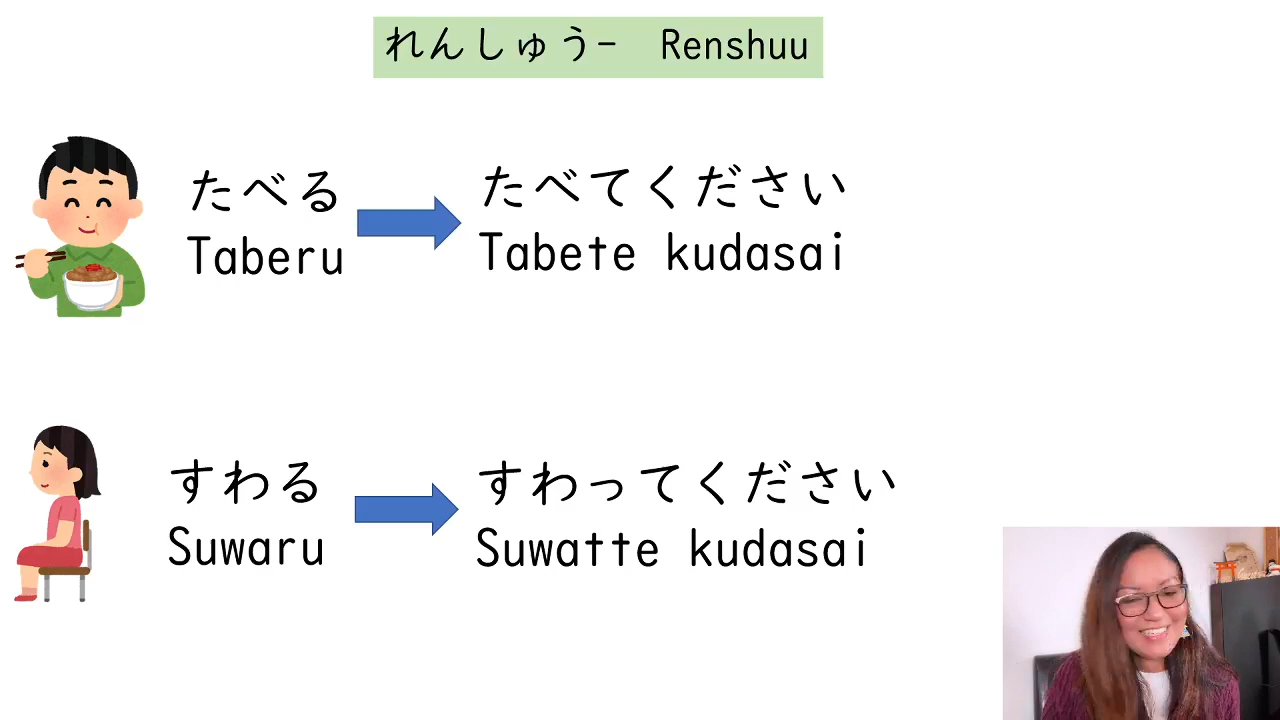 れんしゅう- Renshuu
たべる
Taberu
たべてください
Tabete kudasai
すわる
Suwaru
すわってください
Suwatte kudasai